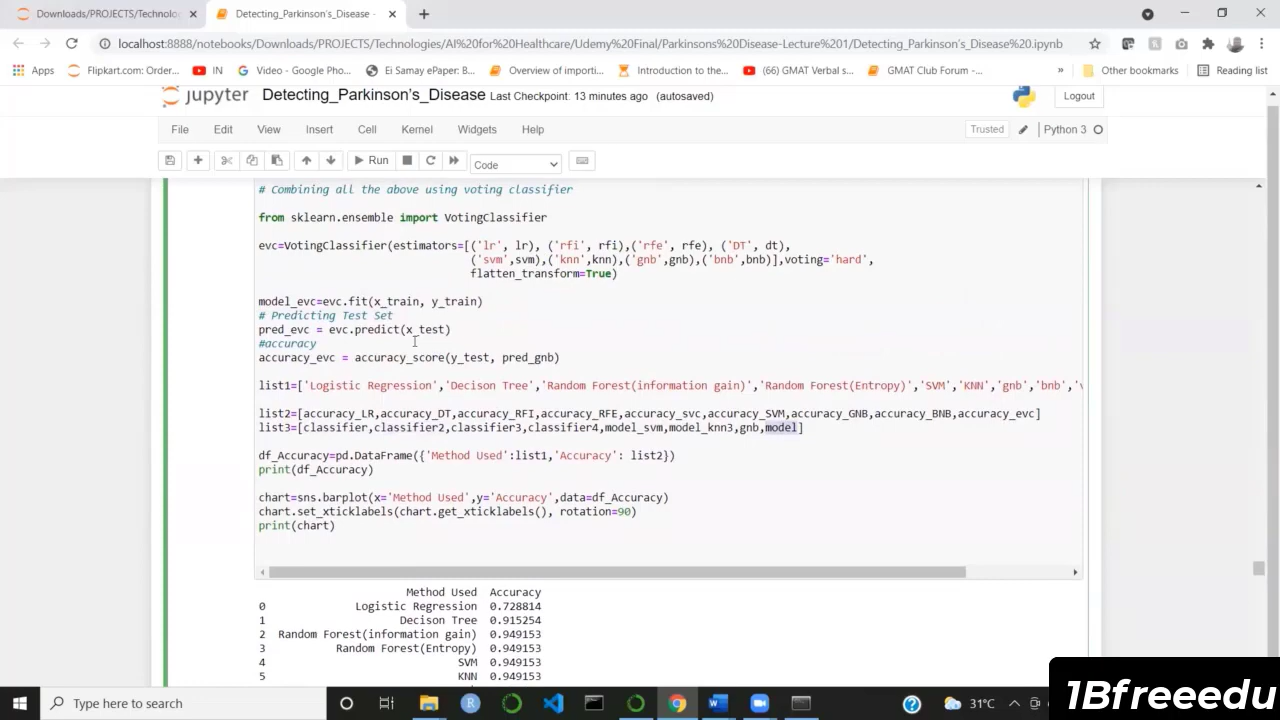 Downloads/PROJECTS/Technolo
Detecting_Parkinson's_Disease -
localhost:8888/notebooks/Downloads/PROJECTS/Technologies/AI%20for%20Healthcare/Udemy%20Final/Parkinsons%20Disease-Lecture%201/Detecting_Parkinson's_Disease%20.ipynb
Apps Flipkart.com: Order... IN Video - Google Pho... Ei Samay ePaper: B... Overview of importi... Introduction to the... (66) GMAT Verbal s... GMAT Club Forum -... » Other bookmarks Reading list
jupyter Detecting_Parkinson's_Disease Last Checkpoint: 13 minutes ago (autosaved) Logout
File Edit View Insert Cell Kernel Widgets Help Trusted Python 3
Run Code
# Combining all the above using voting classifier
from sklearn.ensemble import VotingClassifier
evc=VotingClassifier(estimators=[('lr', lr), ('rfi', rfi),('rfe', rfe), ('DT', dt),
('svm',svm),('knn',knn),('gnb',gnb),('bnb',bnb)],voting='hard',
flatten_transform=True)
model_evc=evc.fit(x_train, y_train)
# Predicting Test Set
pred_evc = evc.predict(x_test)
#accuracy
accuracy_evc = accuracy_score(y_test, pred_gnb)
list1=['Logistic Regression','Decison Tree','Random Forest(information gain)','Random Forest(Entropy)','SVM','KNN','gnb','bnb','v
list2=[accuracy_LR,accuracy_DT,accuracy_RFI,accuracy_RFE,accuracy_svc,accuracy_SVM,accuracy_GNB,accuracy_BNB,accuracy_evc]
list3=[classifier,classifier2,classifier3,classifier4,model_svm,model_knn3,gnb,model]
df_Accuracy=pd.DataFrame({'Method Used':list1,'Accuracy': list2})
print(df_Accuracy)
chart=sns.barplot(x='Method Used',y='Accuracy',data=df_Accuracy)
chart.set_xticklabels(chart.get_xticklabels(), rotation=90)
print(chart)
Method Used Accuracy
0 Logistic Regression 0.728814
1 Decison Tree 0.915254
2 Random Forest(information gain) 0.949153
3 Random Forest(Entropy) 0.949153
4 SVM 0.949153
5 KNN 0.949153
Type here to search
31°C
1Bfreeedu